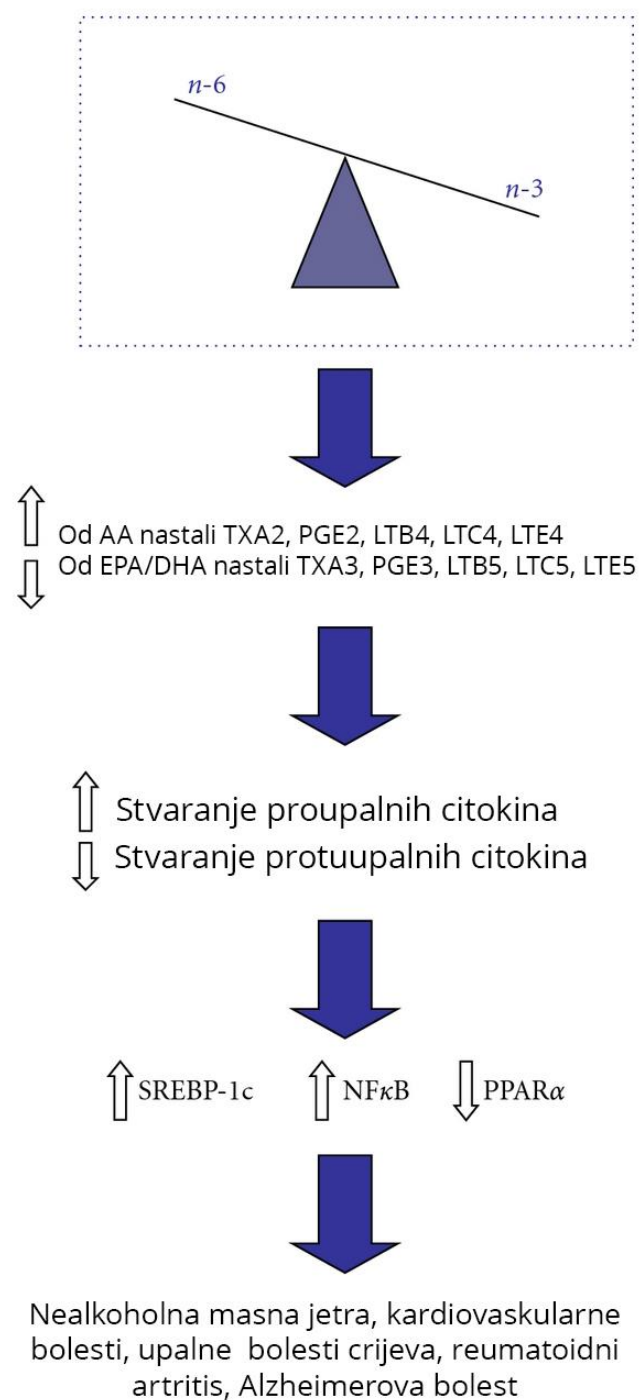 n-6
n-3
Od AA nastali TXA2, PGE2, LTB4, LTC4, LTE4
Od EPA/DHA nastali TXA3, PGE3, LTB5, LTC5, LTE5
Stvaranje proupalnih citokina
Stvaranje protuupalnih citokina
SREBP-1c NFκB PPARα
Nealkoholna masna jetra, kardiovaskularne
bolesti, upalne bolesti crijeva, reumatoidni
artritis, Alzheimerova bolest